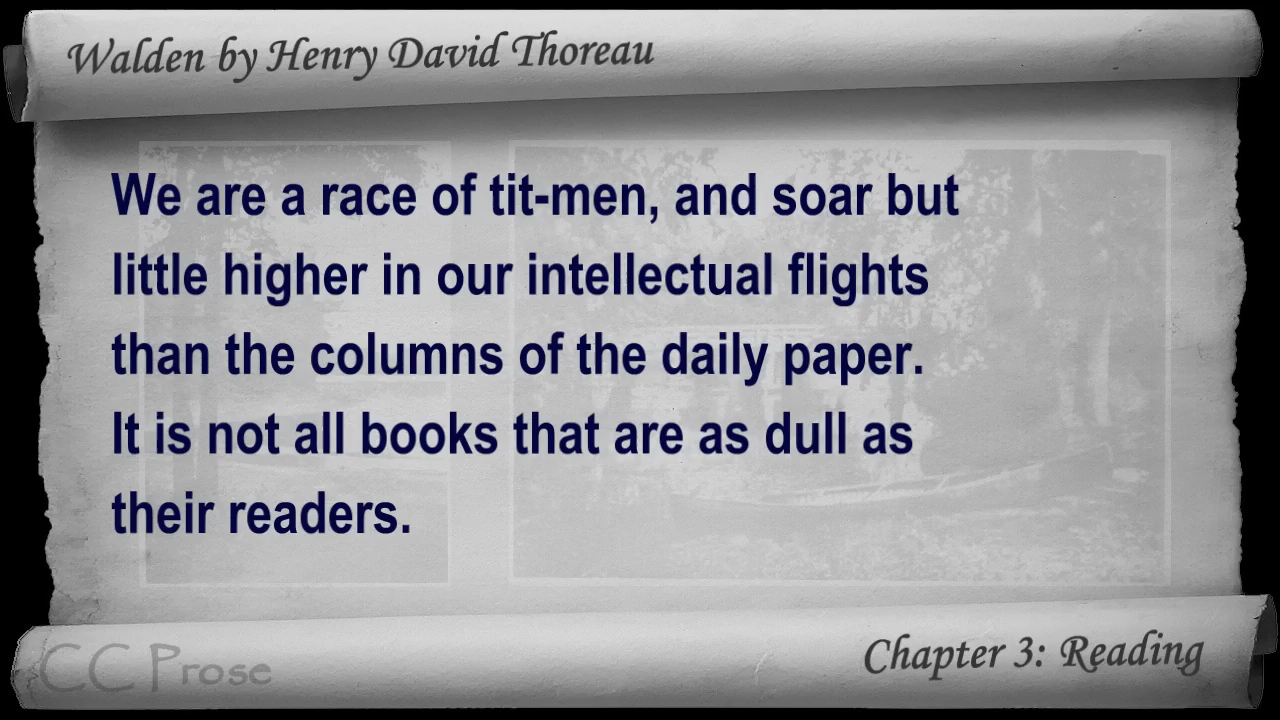 Walden by Henry David Thoreau
We are a race of tit-men, and soar but
little higher in our intellectual flights
than the columns of the daily paper.
It is not all books that are as dull as
their readers.
CC Prose
Chapter 3: Reading